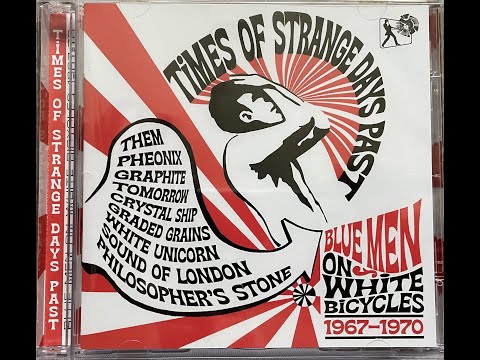 TiMES OF STRANGE DAYS PAST
TiMES OF STRANGE DAYS PAST
THEM
PHEONIX
GRAPHITE
TOMORROW
CRYSTAL SHIP
GRADED GRAINS
WHITE UNICORN
SOUND OF LONDON
PHILOSOPHER'S STONE
BLUE MEN
ON WHiTE
BICYCLES
1967–1970